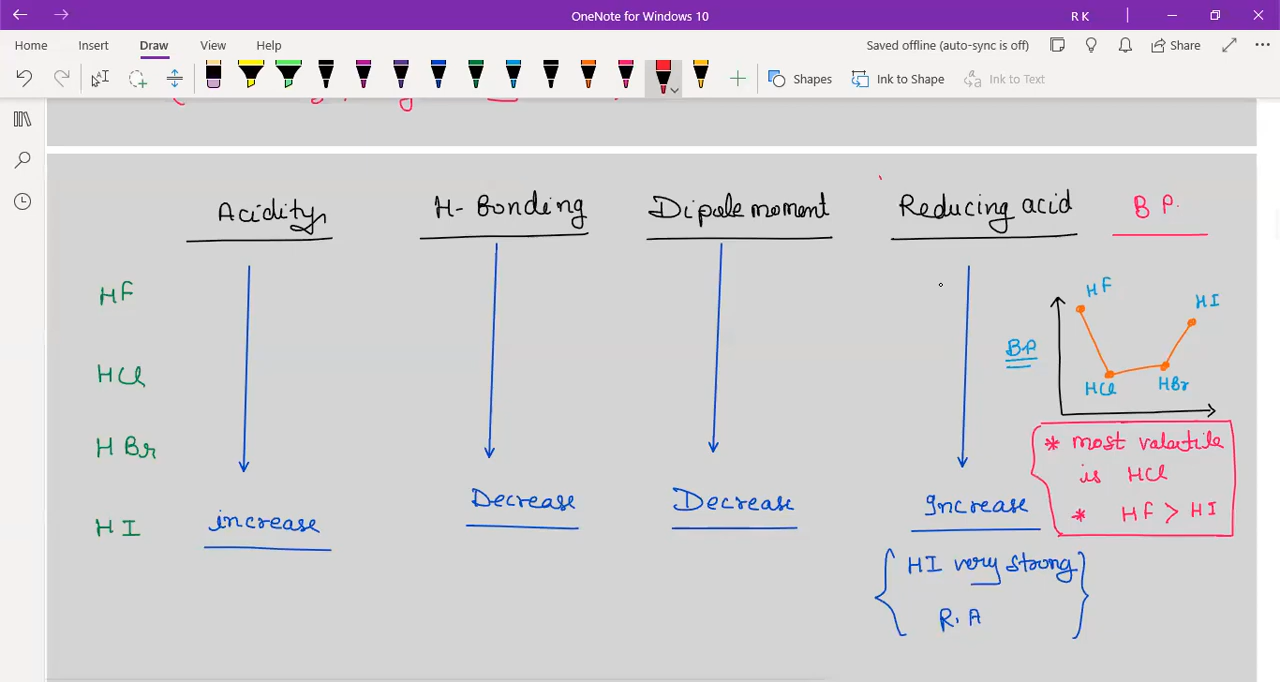 OneNote for Windows 10
R K
Home Insert Draw View Help
Saved offline (auto-sync is off)
Share
Shapes
Ink to Shape
Ink to Text
Acidity H-Bonding Dipole moment Reducing acid B P.
HF
HCl
HBr
HI
increase
Decrease
Decrease
Increase
{ HI very strong }
R.A
BP
HF
HCl
HBr
HI
* most valatile
is HCl
* HF > HI